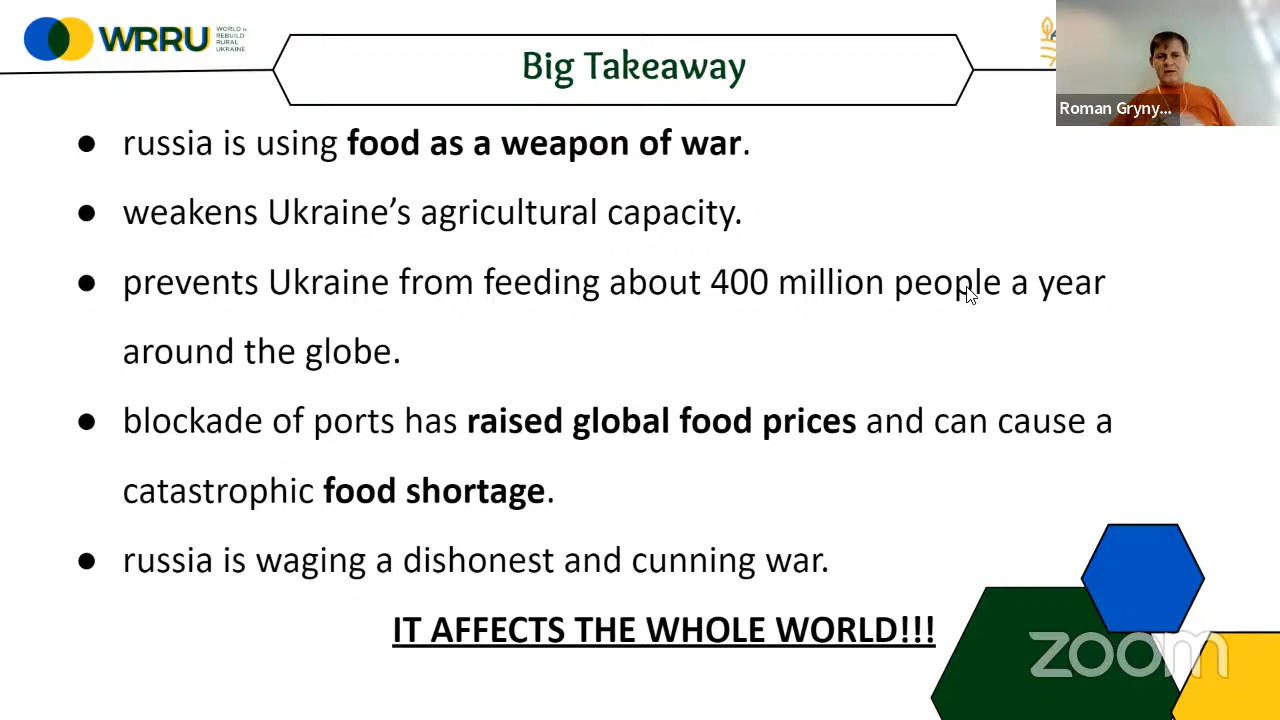 WRRU
WORLD to
REBUILD
RURAL
UKRAINE
Big Takeaway
Roman Gryny...
● russia is using food as a weapon of war.
● weakens Ukraine’s agricultural capacity.
● prevents Ukraine from feeding about 400 million people a year
around the globe.
● blockade of ports has raised global food prices and can cause a
catastrophic food shortage.
● russia is waging a dishonest and cunning war.
IT AFFECTS THE WHOLE WORLD!!!
zoom